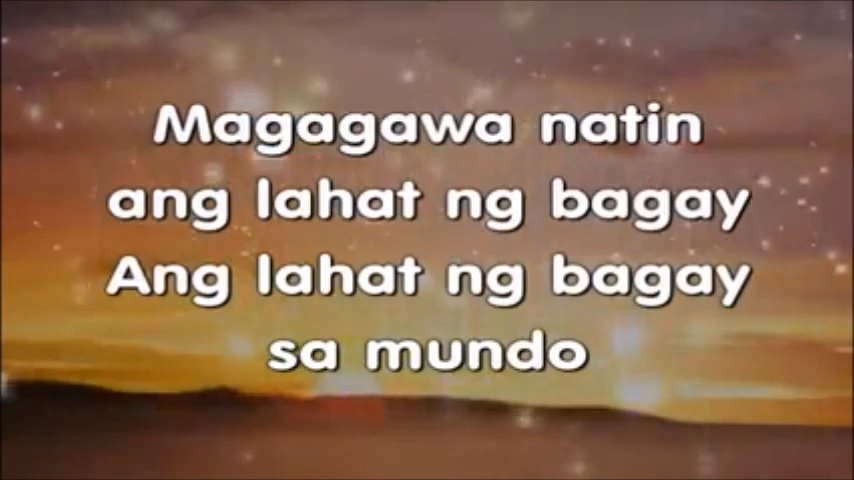 Magagawa natin
ang lahat ng bagay
Ang lahat ng bagay
sa mundo